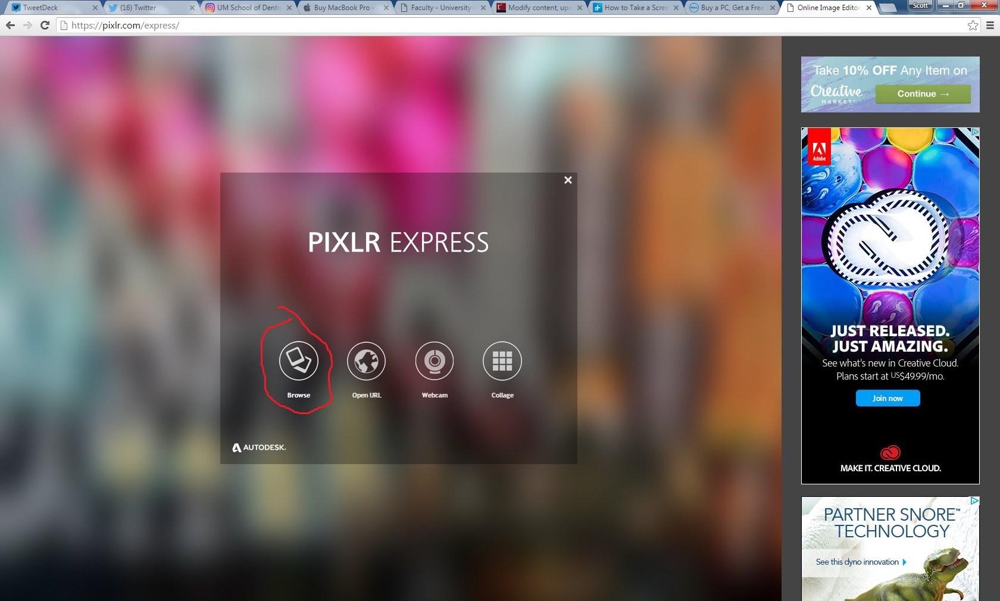 TweetDeck
(16) Twitter
UM School of Dentis
Buy MacBook Pro -
Faculty - University o
Modify content, upd
How to Take a Scree
Buy a PC, Get a Free
Online Image Editor
Scott
https://pixlr.com/express/
PIXLR EXPRESS
Browse
Open URL
Webcam
Collage
AUTODESK.
Take 10% OFF Any Item on
Creative
MARKET
Continue →
Adobe
JUST RELEASED.
JUST AMAZING.
See what's new in Creative Cloud.
Plans start at US$49.99/mo.
Join now
MAKE IT. CREATIVE CLOUD.
PARTNER SNORE™
TECHNOLOGY
See this dyno innovation